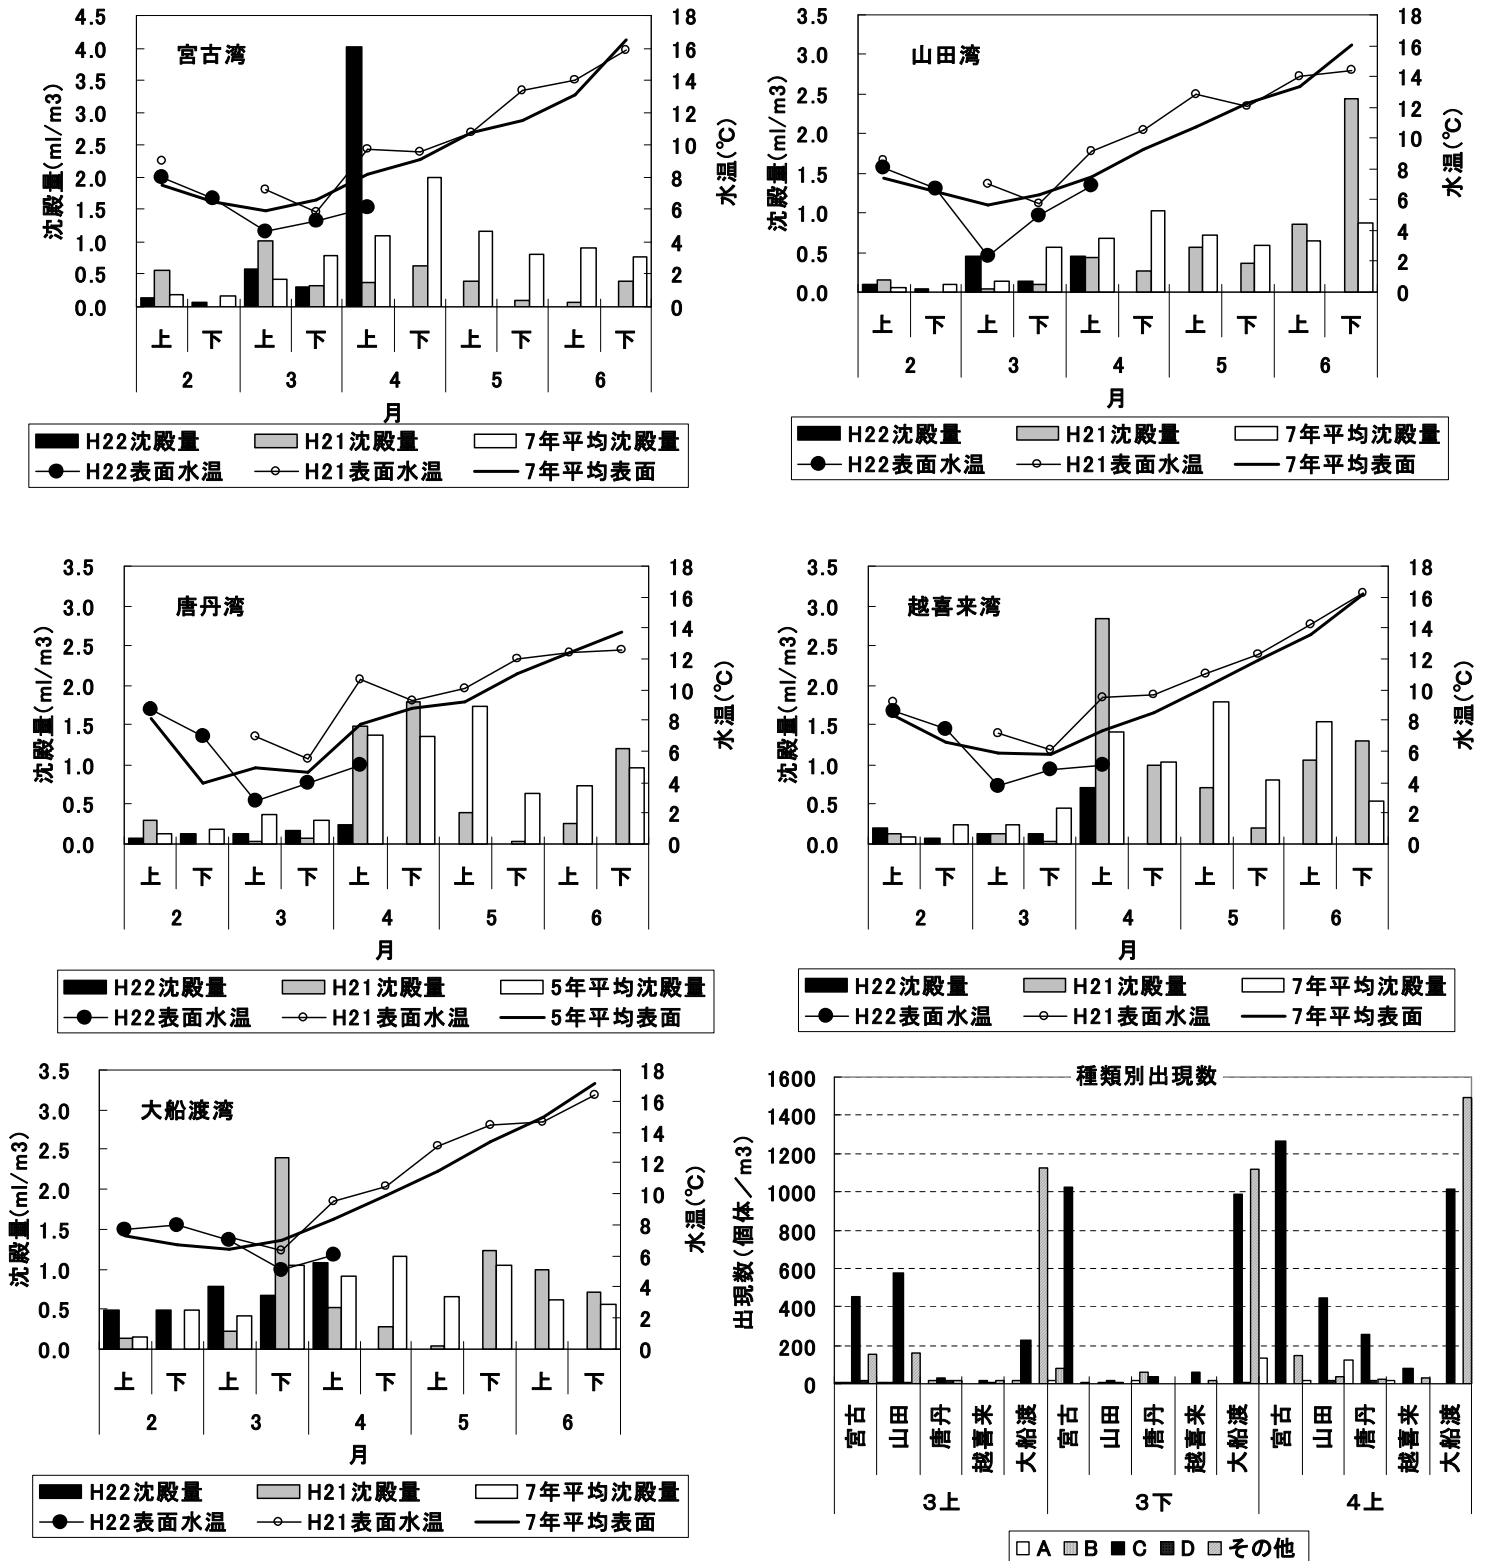 宮古湾
沈殿量(ml/m3)
4.5
4.0
3.5
3.0
2.5
2.0
1.5
1.0
0.5
0.0
18
16
14
12
10
8
6
4
2
0
水温(℃)
上 下 上 下 上 下 上 下 上 下
2 3 4 5 6
月
H22沈殿量 H21沈殿量 7年平均沈殿量
H22表面水温 H21表面水温 7年平均表面
山田湾
沈殿量(ml/m3)
3.5
3.0
2.5
2.0
1.5
1.0
0.5
0.0
18
16
14
12
10
8
6
4
2
0
水温(℃)
上 下 上 下 上 下 上 下 上 下
2 3 4 5 6
月
H22沈殿量 H21沈殿量 7年平均沈殿量
H22表面水温 H21表面水温 7年平均表面
唐丹湾
沈殿量(ml/m3)
3.5
3.0
2.5
2.0
1.5
1.0
0.5
0.0
18
16
14
12
10
8
6
4
2
0
水温(℃)
上 下 上 下 上 下 上 下 上 下
2 3 4 5 6
月
H22沈殿量 H21沈殿量 5年平均沈殿量
H22表面水温 H21表面水温 5年平均表面
越喜来湾
沈殿量(ml/m3)
3.5
3.0
2.5
2.0
1.5
1.0
0.5
0.0
18
16
14
12
10
8
6
4
2
0
水温(℃)
上 下 上 下 上 下 上 下 上 下
2 3 4 5 6
月
H22沈殿量 H21沈殿量 7年平均沈殿量
H22表面水温 H21表面水温 7年平均表面
大船渡湾
沈殿量(ml/m3)
3.5
3.0
2.5
2.0
1.5
1.0
0.5
0.0
18
16
14
12
10
8
6
4
2
0
水温(℃)
上 下 上 下 上 下 上 下 上 下
2 3 4 5 6
月
H22沈殿量 H21沈殿量 7年平均沈殿量
H22表面水温 H21表面水温 7年平均表面
種類別出現数
出現数(個体／m3)
1600
1400
1200
1000
800
600
400
200
0
宮古 山田 唐丹 越喜来 大船渡 宮古 山田 唐丹 越喜来 大船渡 宮古 山田 唐丹 越喜来 大船渡
3上 3下 4上
A B C D その他